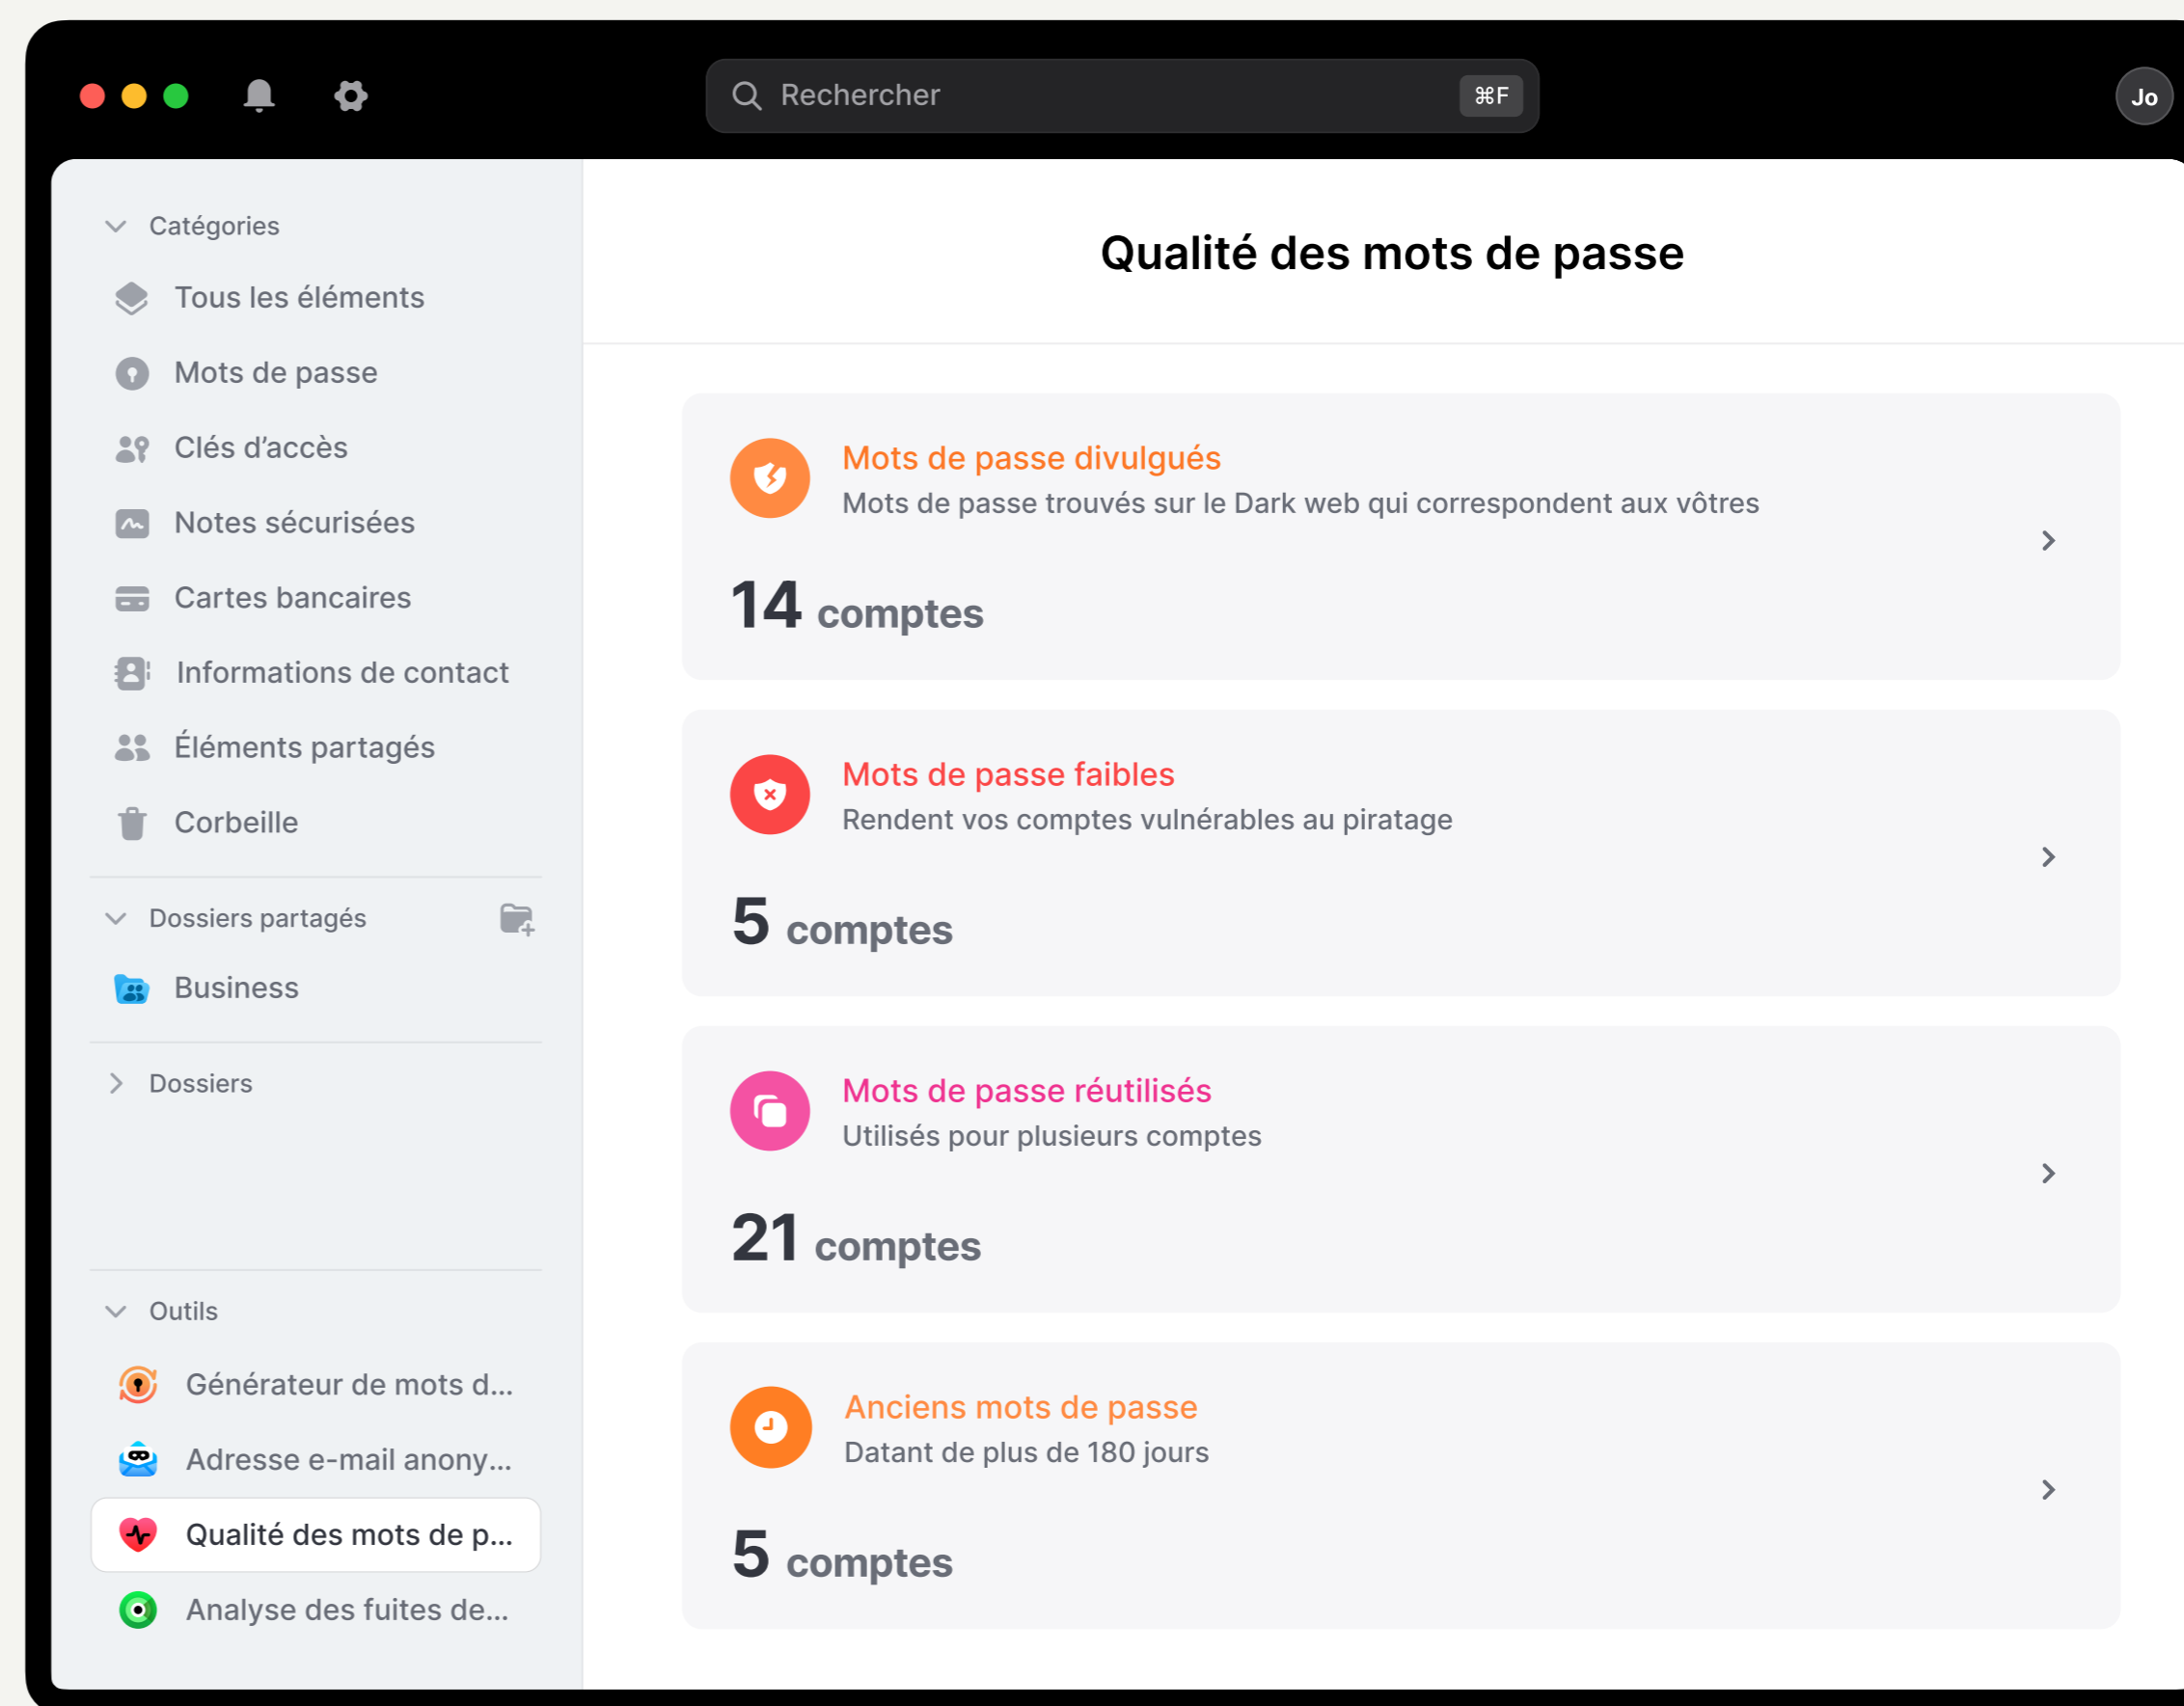 Rechercher
⌘F
Jo
Catégories
Tous les éléments
Mots de passe
Clés d’accès
Notes sécurisées
Cartes bancaires
Informations de contact
Éléments partagés
Corbeille
Dossiers partagés
Business
Dossiers
Outils
Générateur de mots d...
Adresse e-mail anony...
Qualité des mots de p...
Analyse des fuites de...
Qualité des mots de passe
Mots de passe divulgués
Mots de passe trouvés sur le Dark web qui correspondent aux vôtres
14 comptes
Mots de passe faibles
Rendent vos comptes vulnérables au piratage
5 comptes
Mots de passe réutilisés
Utilisés pour plusieurs comptes
21 comptes
Anciens mots de passe
Datant de plus de 180 jours
5 comptes